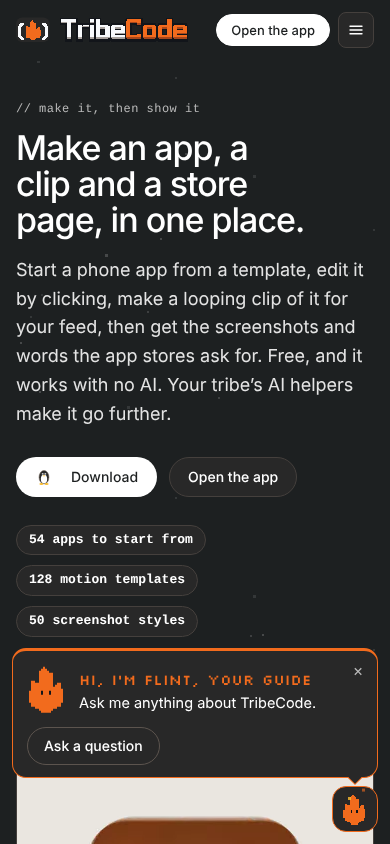 TribeCode
Open the app
// make it, then show it
Make an app, a
clip and a store
page, in one place.
Start a phone app from a template, edit it
by clicking, make a looping clip of it for
your feed, then get the screenshots and
words the app stores ask for. Free, and it
works with no AI. Your tribe’s AI helpers
make it go further.
Download
Open the app
54 apps to start from
128 motion templates
50 screenshot styles
HI, I'M FLINT, YOUR GUIDE
×
Ask me anything about TribeCode.
Ask a question